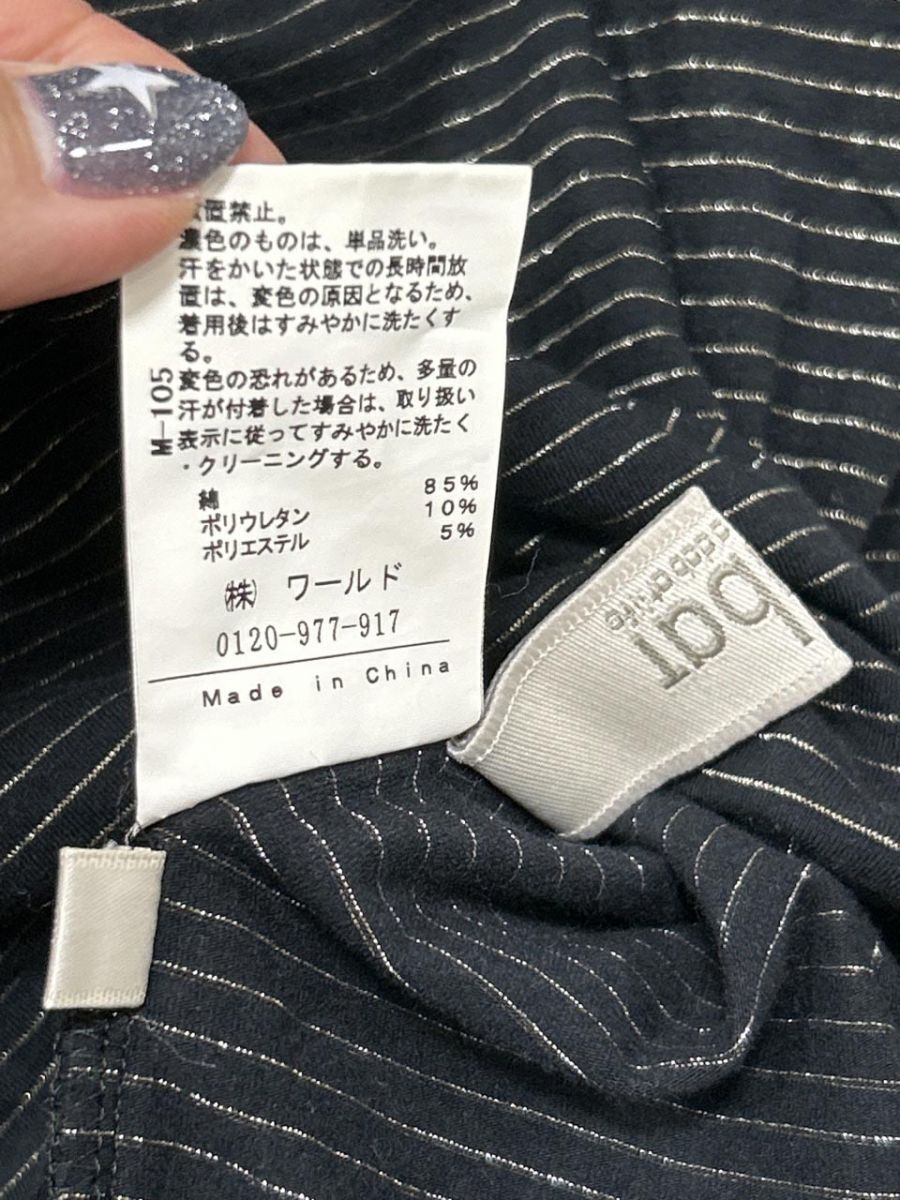 置禁止。
濃色のものは、単品洗い。
汗をかいた状態での長時間放
置は、変色の原因となるため、
着用後はすみやかに洗たくす
る。
変色の恐れがあるため、多量の
汗が付着した場合は、取り扱い
表示に従ってすみやかに洗たく
・クリーニングする。
M-105
綿 85%
ポリウレタン 10%
ポリエステル 5%
㈱ ワールド
0120-977-917
Made in China
bar